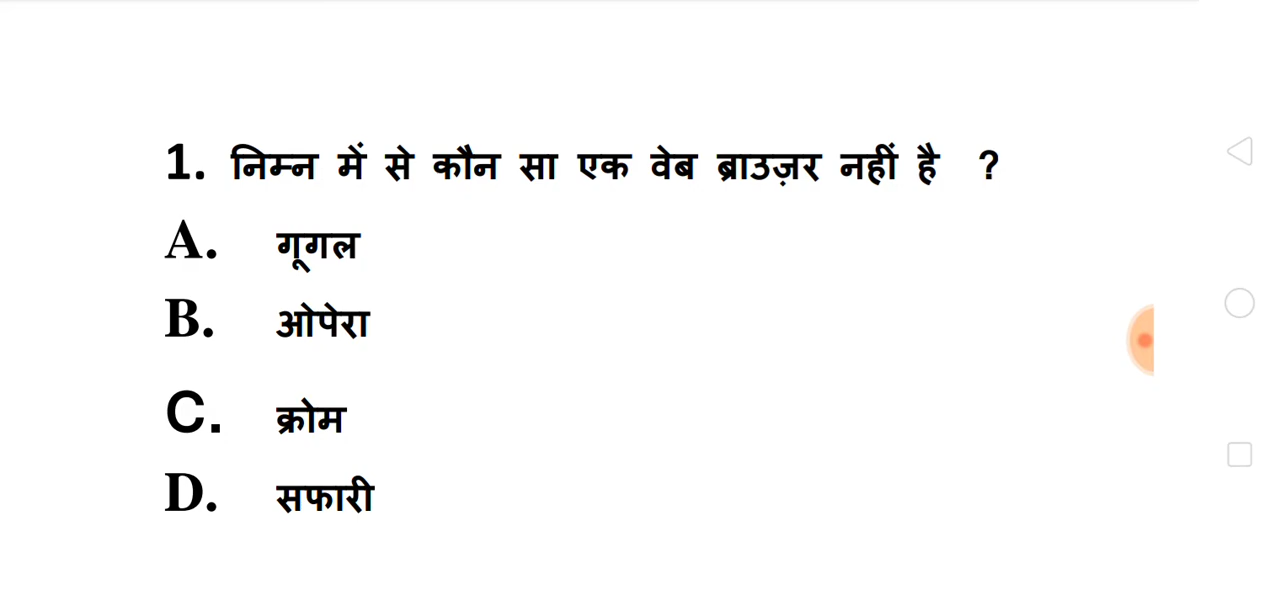 1. निम्न में से कौन सा एक वेब ब्राउज़र नहीं है ?
A. गूगल
B. ओपेरा
C. क्रोम
D. सफारी